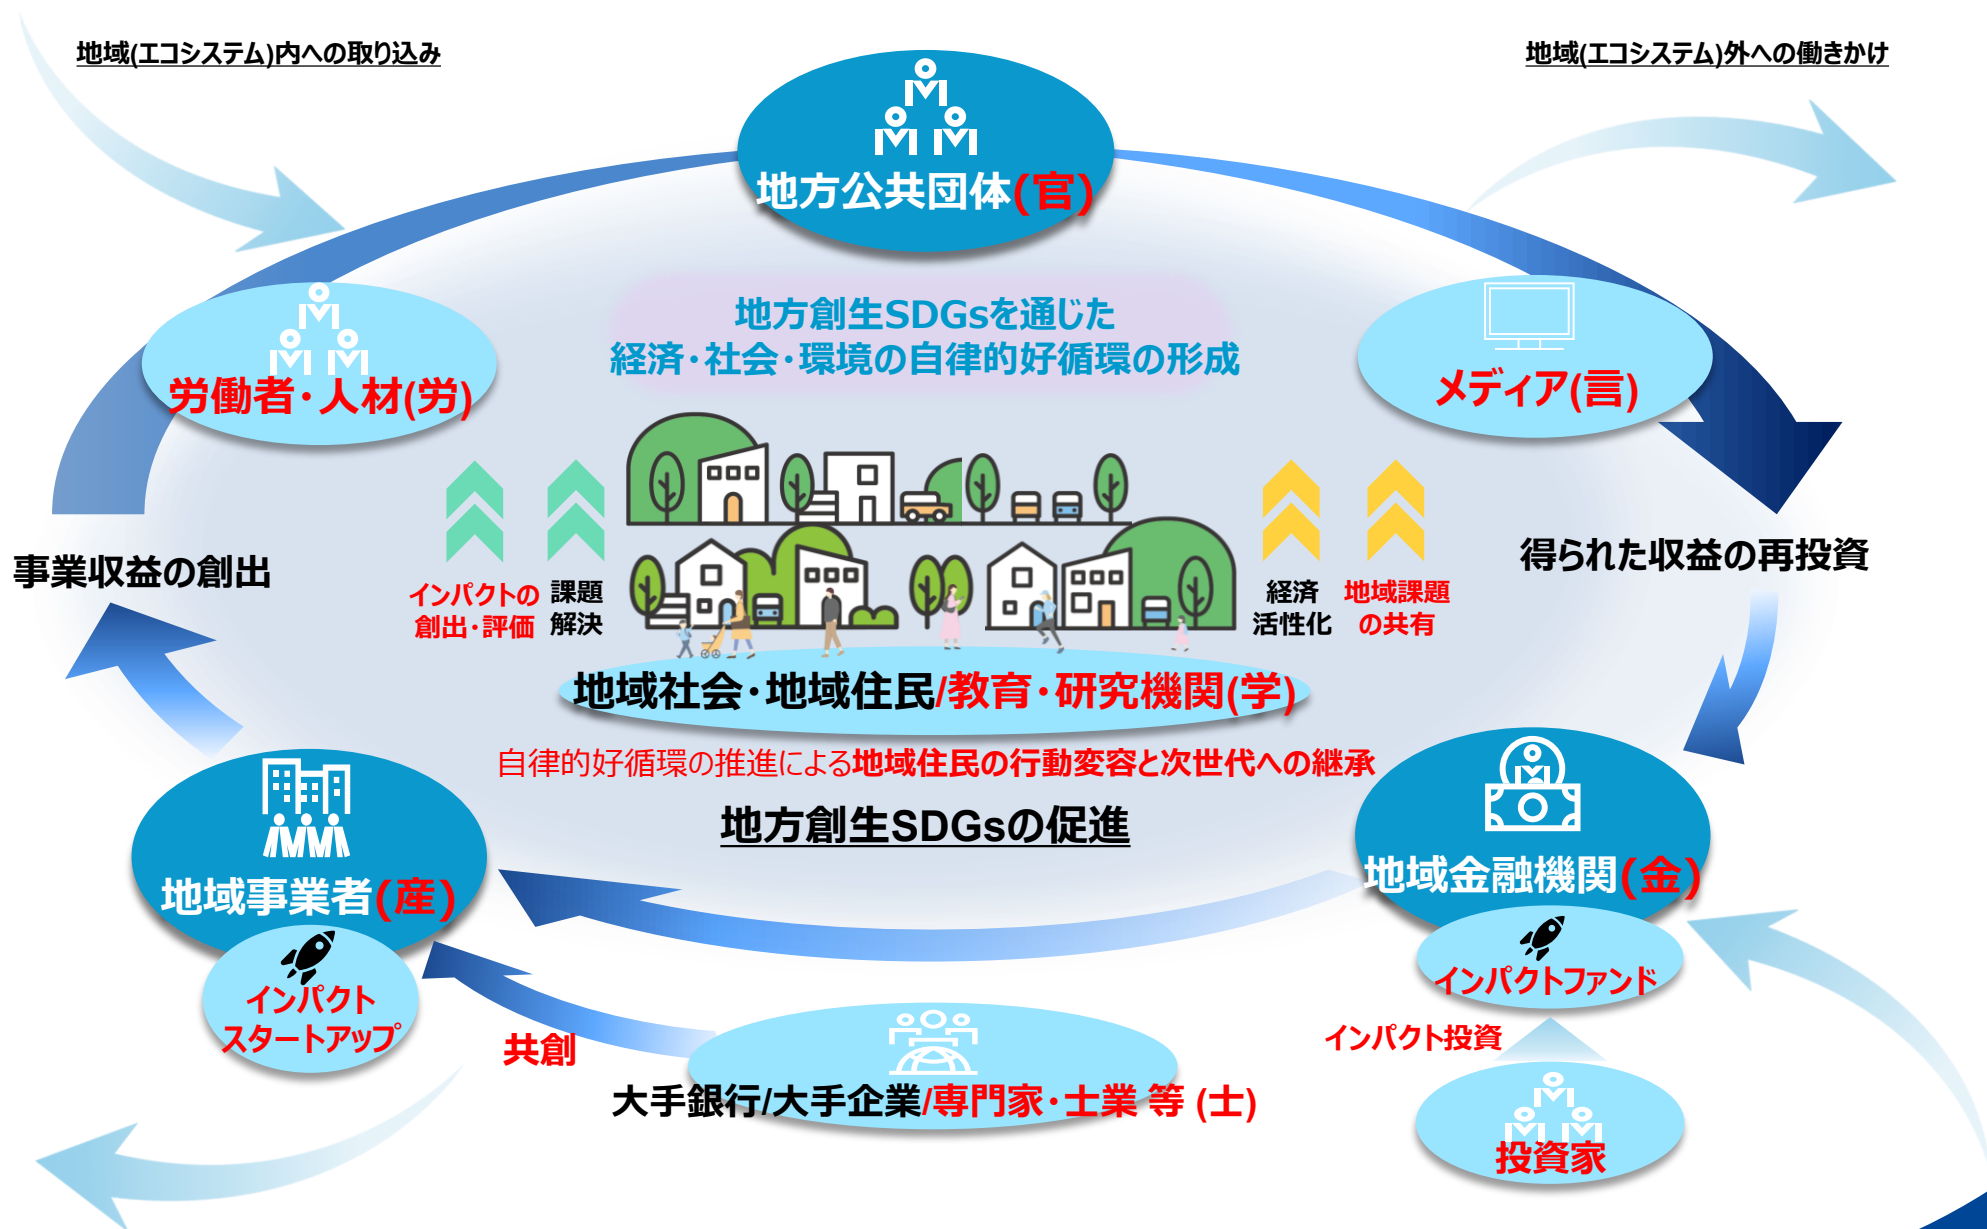 地域(エコシステム)内への取り込み
地域(エコシステム)外への働きかけ
地方公共団体(官)
地方創生SDGsを通じた
経済・社会・環境の自律的好循環の形成
労働者・人材(労)
メディア(言)
事業収益の創出
得られた収益の再投資
インパクトの
創出・評価
課題
解決
経済
活性化
地域課題
の共有
地域社会・地域住民/教育・研究機関(学)
自律的好循環の推進による地域住民の行動変容と次世代への継承
地方創生SDGsの促進
地域事業者(産)
地域金融機関(金)
インパクト
スタートアップ
インパクトファンド
共創
インパクト投資
大手銀行/大手企業/専門家・士業 等 (士)
投資家